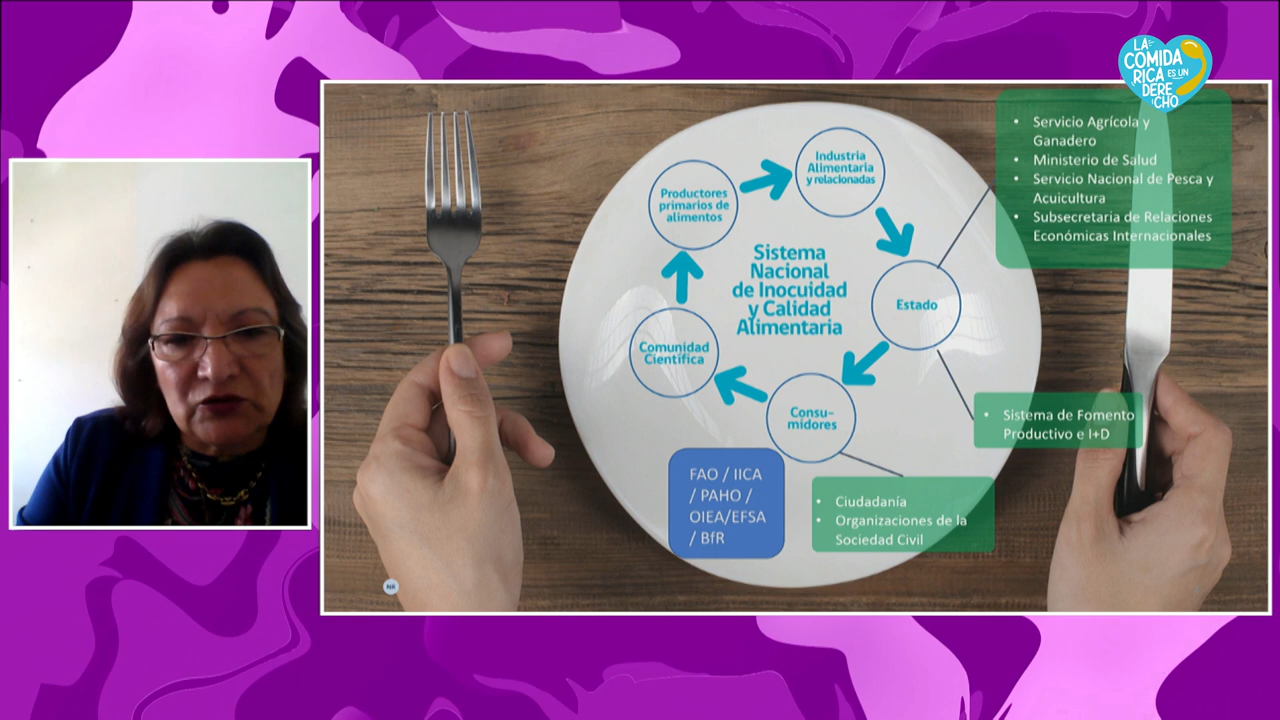 LA
COMIDA
RICA
ES UN
DERE
CHO
Servicio Agrícola y
Ganadero
Ministerio de Salud
Servicio Nacional de Pesca y
Acuicultura
Subsecretaria de Relaciones
Económicas Internacionales
Industria
Alimentaria
y relacionadas
Productores
primarios de
alimentos
Sistema
Nacional
de Inocuidad
y Calidad
Alimentaria
Estado
Comunidad
Científica
Consu-
midores
Sistema de Fomento
Productivo e I+D
FAO / IICA
/ PAHO /
OIEA/EFSA
/ BfR
Ciudadanía
Organizaciones de la
Sociedad Civil
NR